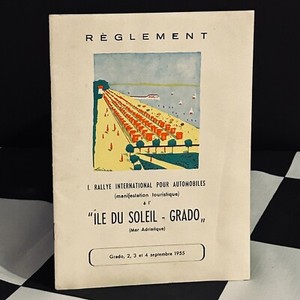 RÈGLEMENT
I. RALLYE INTERNATIONAL POUR AUTOMOBILES
(manifestation touristique)
à l'
"ÎLE DU SOLEIL - GRADO„
(Mer Adriatique)
Grado, 2, 3 et 4 septembre 1955